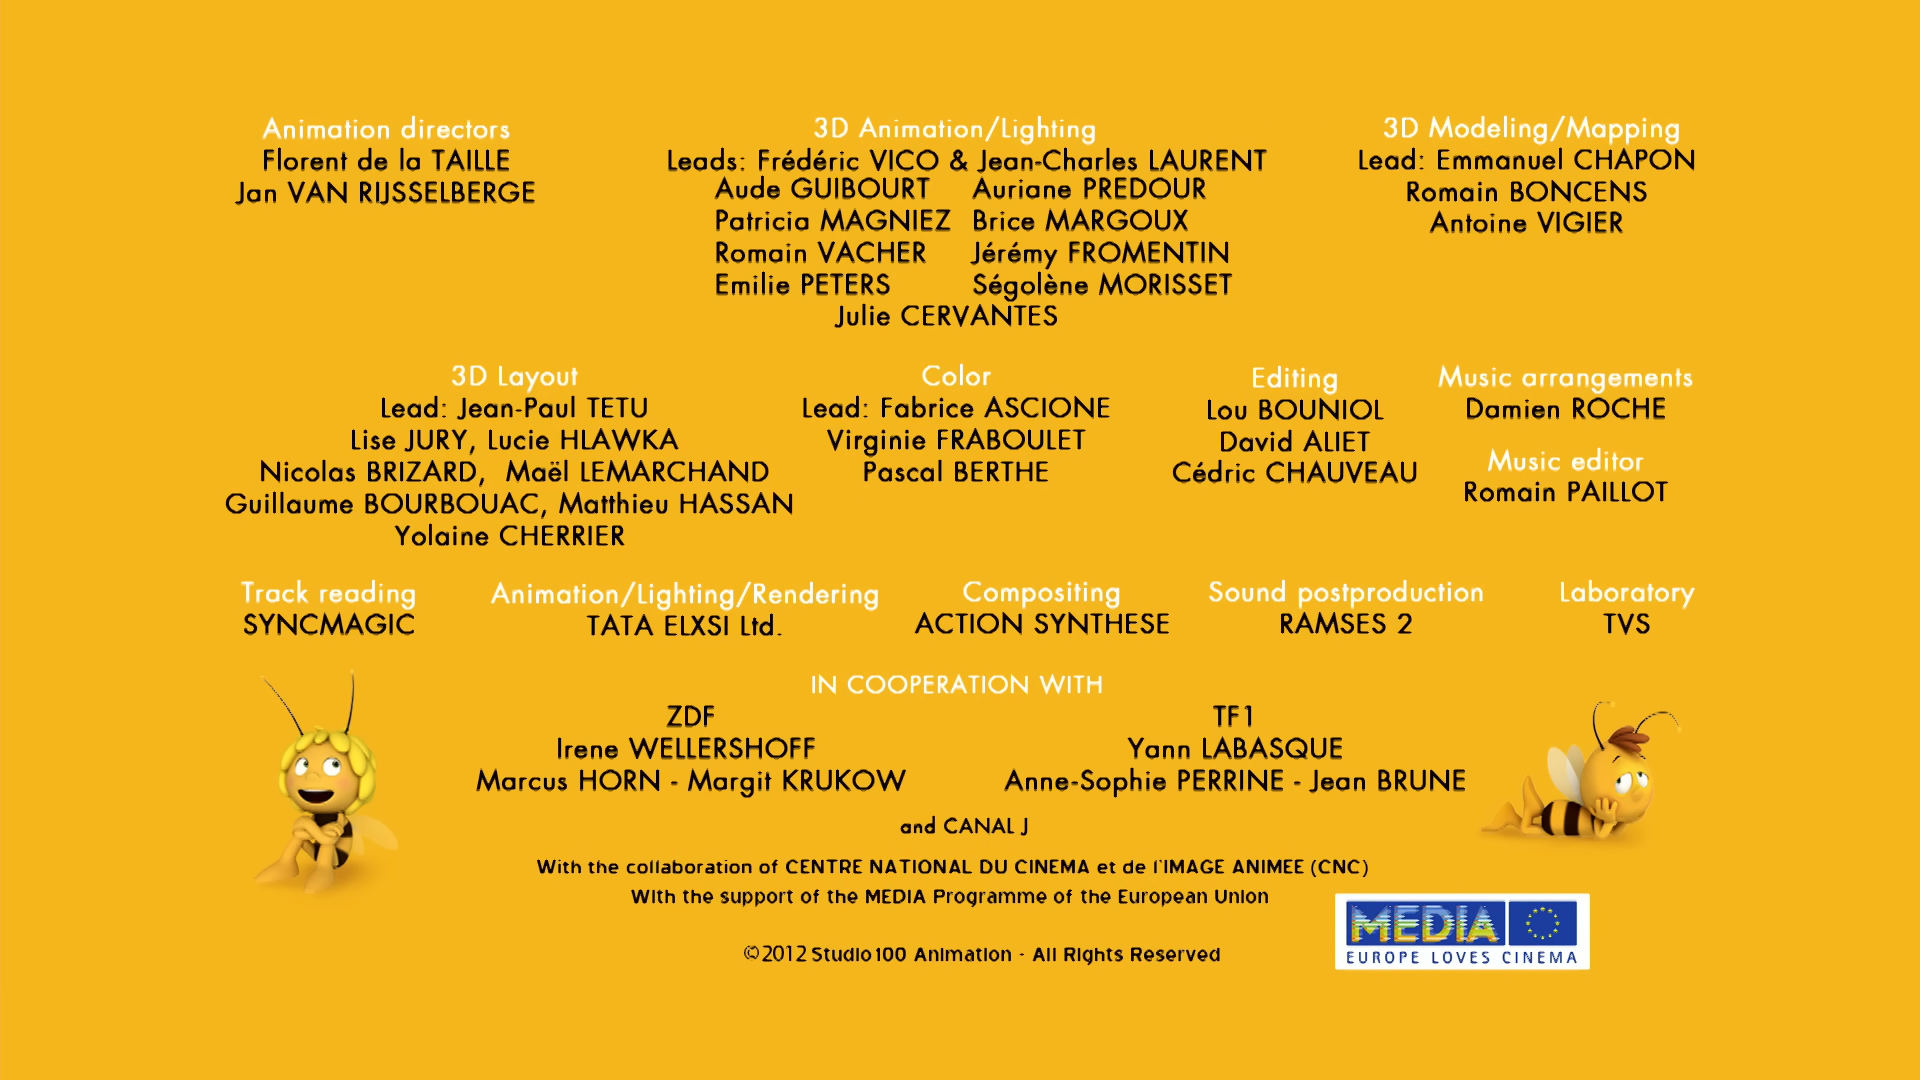 Animation directors
Florent de la TAILLE
Jan VAN RIJSSELBERGE
3D Animation/Lighting
Leads: Frédéric VICO & Jean-Charles LAURENT
Aude GUIBOURT Auriane PREDOUR
Patricia MAGNIEZ Brice MARGOUX
Romain VACHER Jérémy FROMENTIN
Emilie PETERS Ségolène MORISSET
Julie CERVANTES
3D Modeling/Mapping
Lead: Emmanuel CHAPON
Romain BONCENS
Antoine VIGIER
3D Layout
Lead: Jean-Paul TETU
Lise JURY, Lucie HLAWKA
Nicolas BRIZARD, Maël LEMARCHAND
Guillaume BOURBOUAC, Matthieu HASSAN
Yolaine CHERRIER
Color
Lead: Fabrice ASCIONE
Virginie FRABOULET
Pascal BERTHE
Editing
Lou BOUNIOL
David ALIET
Cédric CHAUVEAU
Music arrangements
Damien ROCHE
Music editor
Romain PAILLOT
Track reading
SYNCMAGIC
Animation/Lighting/Rendering
TATA ELXSI Ltd.
Compositing
ACTION SYNTHESE
Sound postproduction
RAMSES 2
Laboratory
TVS
IN COOPERATION WITH
ZDF
Irene WELLERSHOFF
Marcus HORN - Margit KRUKOW
TF1
Yann LABASQUE
Anne-Sophie PERRINE - Jean BRUNE
and CANAL J
With the collaboration of CENTRE NATIONAL DU CINEMA et de l'IMAGE ANIMEE (CNC)
With the support of the MEDIA Programme of the European Union
©2012 Studio100 Animation - All Rights Reserved
MEDIA
EUROPE LOVES CINEMA